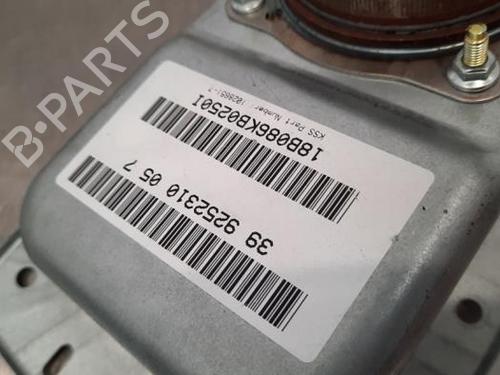 B-PARTS
KSS Part Number:
18B086KB0250I
39 9252310 05 7